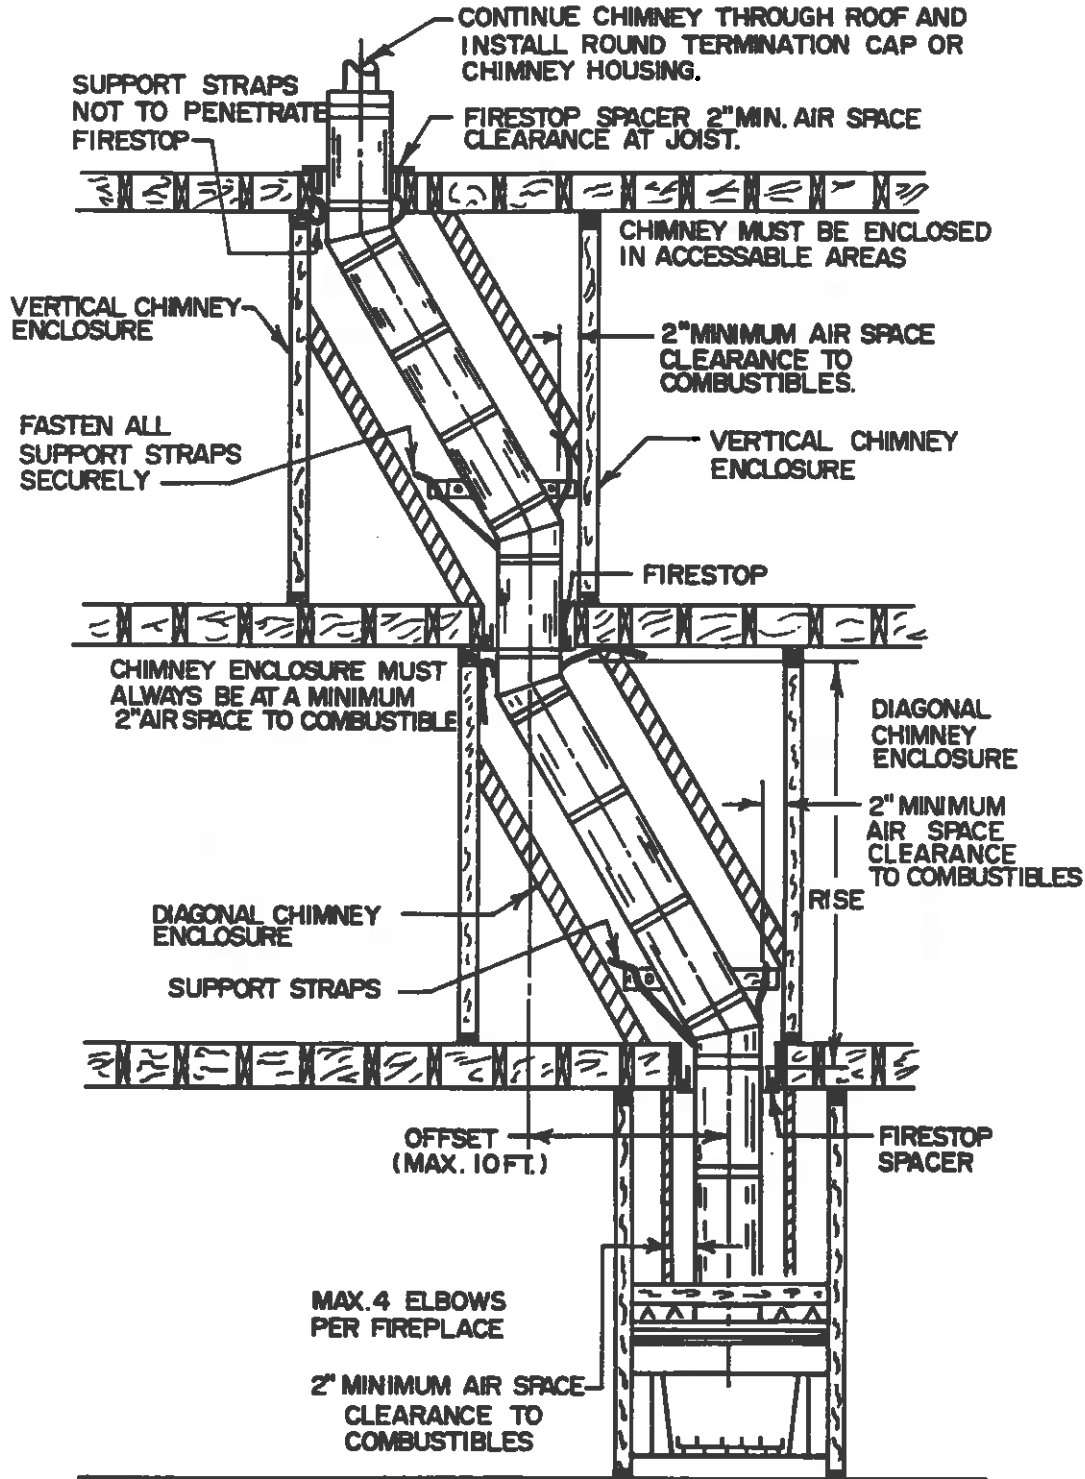 CONTINUE CHIMNEY THROUGH ROOF AND
INSTALL ROUND TERMINATION CAP OR
CHIMNEY HOUSING.
SUPPORT STRAPS
NOT TO PENETRATE
FIRESTOP
FIRESTOP SPACER 2" MIN. AIR SPACE
CLEARANCE AT JOIST.
CHIMNEY MUST BE ENCLOSED
IN ACCESSABLE AREAS
VERTICAL CHIMNEY
ENCLOSURE
2" MINIMUM AIR SPACE
CLEARANCE TO
COMBUSTIBLES.
FASTEN ALL
SUPPORT STRAPS
SECURELY
VERTICAL CHIMNEY
ENCLOSURE
FIRESTOP
CHIMNEY ENCLOSURE MUST
ALWAYS BE AT A MINIMUM
2" AIR SPACE TO COMBUSTIBLE
DIAGONAL
CHIMNEY
ENCLOSURE
2" MINIMUM
AIR SPACE
CLEARANCE
TO COMBUSTIBLES
RISE
DIAGONAL CHIMNEY
ENCLOSURE
SUPPORT STRAPS
OFFSET
(MAX. 10 FT.)
FIRESTOP
SPACER
MAX. 4 ELBOWS
PER FIREPLACE
2" MINIMUM AIR SPACE
CLEARANCE TO
COMBUSTIBLES